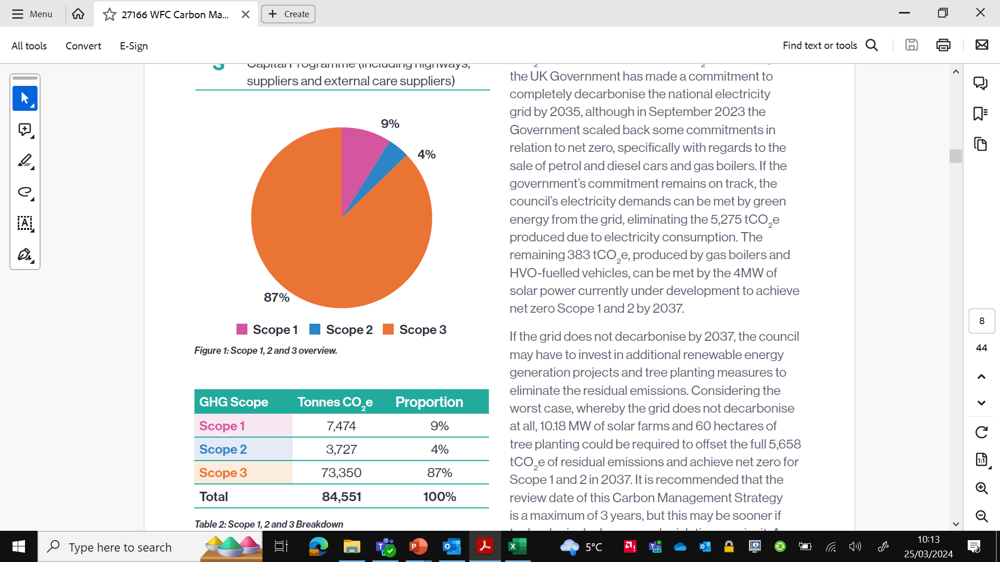 Menu
27166 WFC Carbon Ma...
Create
All tools
Convert
E-Sign
Find text or tools
3
Capital Programme (including highways,
suppliers and external care suppliers)
9%
4%
87%
Scope 1
Scope 2
Scope 3
Figure 1: Scope 1, 2 and 3 overview.
GHG Scope Tonnes CO2e Proportion
Scope 1 7,474 9%
Scope 2 3,727 4%
Scope 3 73,350 87%
Total 84,551 100%
Table 2: Scope 1, 2 and 3 Breakdown
the UK Government has made a commitment to
completely decarbonise the national electricity
grid by 2035, although in September 2023 the
Government scaled back some commitments in
relation to net zero, specifically with regards to the
sale of petrol and diesel cars and gas boilers. If the
government's commitment remains on track, the
council's electricity demands can be met by green
energy from the grid, eliminating the 5,275 tCO2e
produced due to electricity consumption. The
remaining 383 tCO2e, produced by gas boilers and
HVO-fuelled vehicles, can be met by the 4MW of
solar power currently under development to achieve
net zero Scope 1 and 2 by 2037.
If the grid does not decarbonise by 2037, the council
may have to invest in additional renewable energy
generation projects and tree planting measures to
eliminate the residual emissions. Considering the
worst case, whereby the grid does not decarbonise
at all, 10.18 MW of solar farms and 60 hectares of
tree planting could be required to offset the full 5,658
tCO2e of residual emissions and achieve net zero for
Scope 1 and 2 in 2037. It is recommended that the
review date of this Carbon Management Strategy
is a maximum of 3 years, but this may be sooner if
8
44
Type here to search
5°C
10:13
25/03/2024